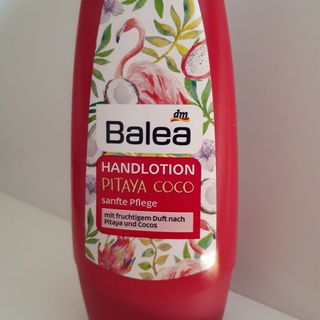 dm
Balea
HANDLOTION
PITAYA COCO
sanfte Pflege
mit fruchtigem Duft nach
Pitaya und Cocos